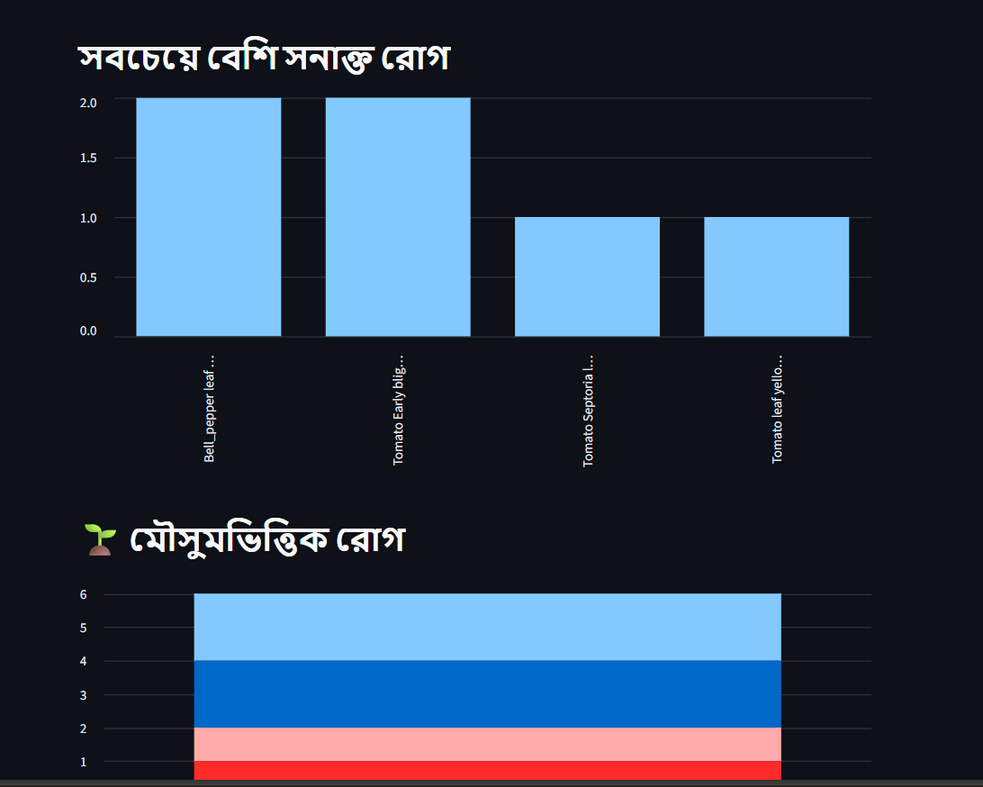 সবচেয়ে বেশি সনাক্ত রোগ
2.0
1.5
1.0
0.5
0.0
Bell_pepper leaf ...
Tomato Early blig...
Tomato Septoria l...
Tomato leaf yello...
🌱 মৌসুমভিত্তিক রোগ
6
5
4
3
2
1